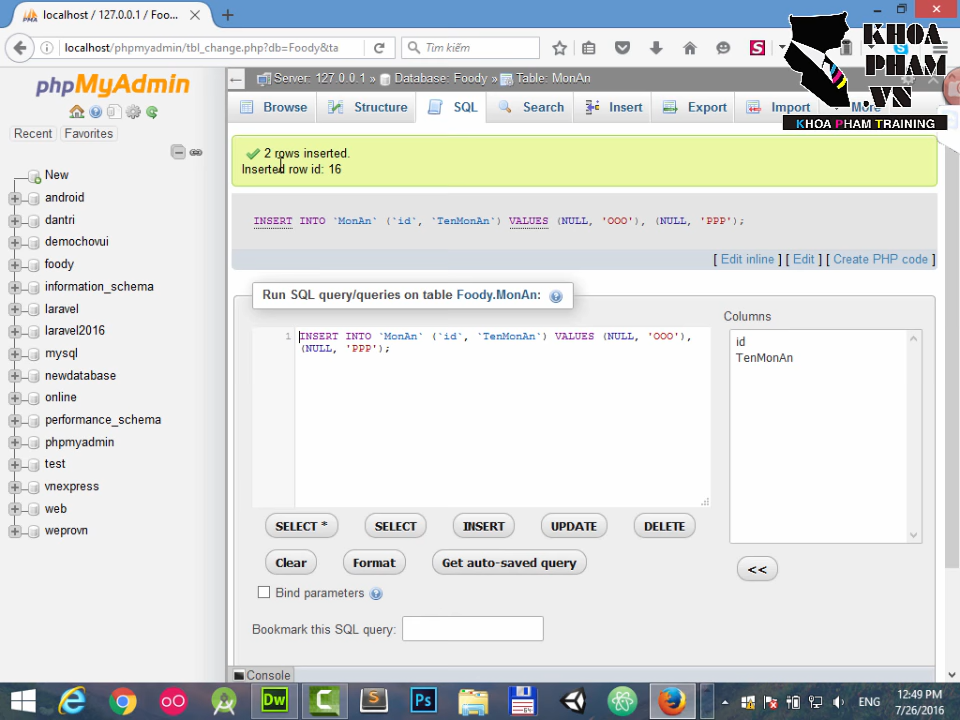 localhost / 127.0.0.1 / Foo...
localhost/phpmyadmin/tbl_change.php?db=Foody&ta
Tìm kiếm
KHOA
PHAM
.VN
KHOA PHAM TRAINING
phpMyAdmin
Recent
Favorites
New
android
dantri
demochovui
foody
information_schema
laravel
laravel2016
mysql
newdatabase
online
performance_schema
phpmyadmin
test
vnexpress
web
weprovn
Server: 127.0.0.1 » Database: Foody » Table: MonAn
Browse
Structure
SQL
Search
Insert
Export
Import
More
2 rows inserted.
Inserted row id: 16
INSERT INTO `MonAn` (`id`, `TenMonAn`) VALUES (NULL, 'OOO'), (NULL, 'PPP');
[ Edit inline ] [ Edit ] [ Create PHP code ]
Run SQL query/queries on table Foody.MonAn:
1 INSERT INTO `MonAn` (`id`, `TenMonAn`) VALUES (NULL, 'OOO'),
(NULL, 'PPP');
Columns
id
TenMonAn
SELECT *
SELECT
INSERT
UPDATE
DELETE
Clear
Format
Get auto-saved query
<<
Bind parameters
Bookmark this SQL query:
Console
Dw
Ps
ENG
12:49 PM
7/26/2016